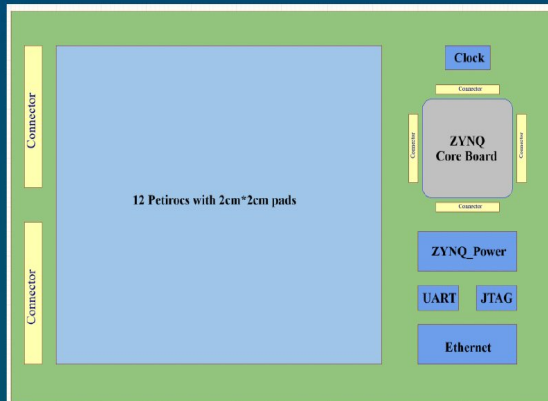 Connector
Connector
12 Petirocs with 2cm*2cm pads
Clock
Connector
Connector
ZYNQ
Core Board
Connector
Connector
ZYNQ_Power
UART
JTAG
Ethernet